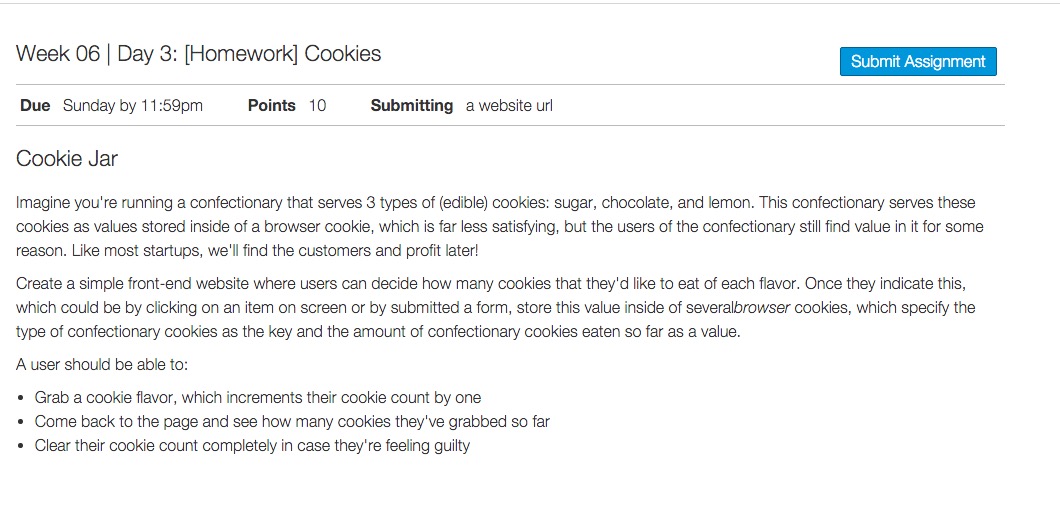 Week 06 | Day 3: [Homework] Cookies
Submit Assignment
Due Sunday by 11:59pm Points 10 Submitting a website url
Cookie Jar
Imagine you're running a confectionary that serves 3 types of (edible) cookies: sugar, chocolate, and lemon. This confectionary serves these
cookies as values stored inside of a browser cookie, which is far less satisfying, but the users of the confectionary still find value in it for some
reason. Like most startups, we'll find the customers and profit later!
Create a simple front-end website where users can decide how many cookies that they'd like to eat of each flavor. Once they indicate this,
which could be by clicking on an item on screen or by submitted a form, store this value inside of severalbrowser cookies, which specify the
type of confectionary cookies as the key and the amount of confectionary cookies eaten so far as a value.
A user should be able to:
• Grab a cookie flavor, which increments their cookie count by one
• Come back to the page and see how many cookies they've grabbed so far
• Clear their cookie count completely in case they're feeling guilty